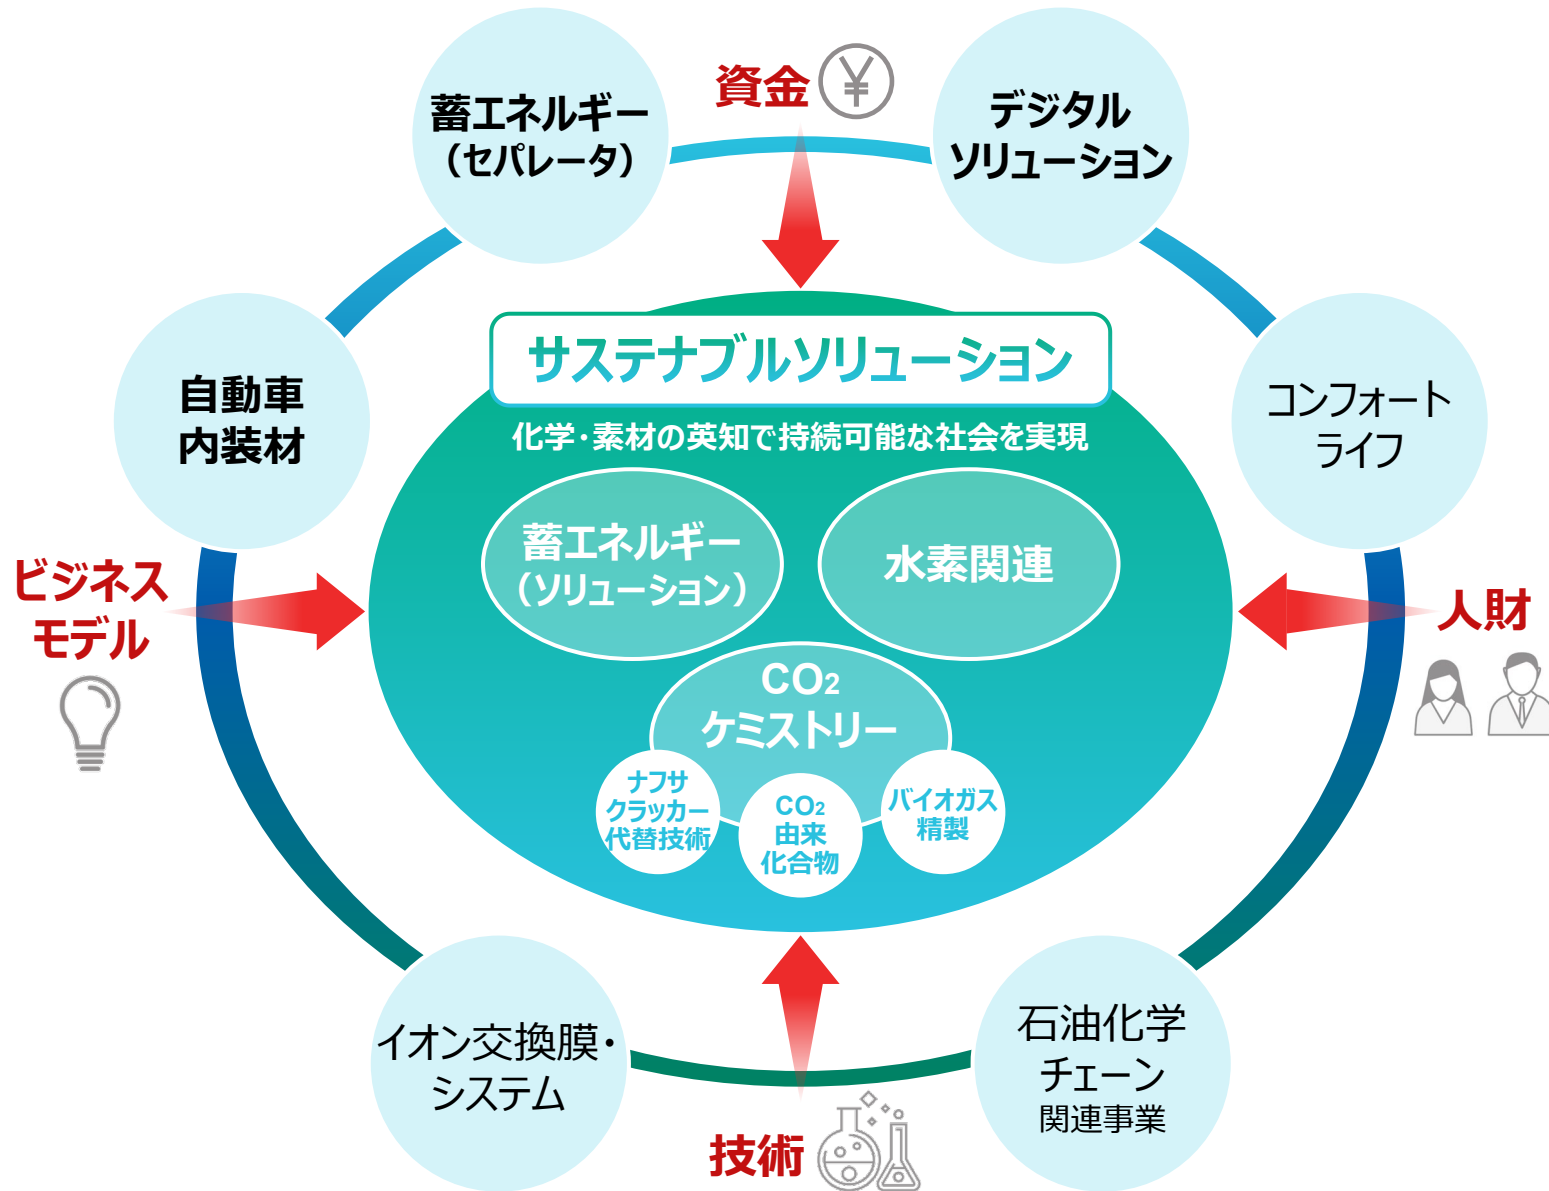 資金
¥
蓄エネルギー
（セパレータ）
デジタル
ソリューション
自動車
内装材
コンフォート
ライフ
サステナブルソリューション
化学・素材の英知で持続可能な社会を実現
蓄エネルギー
（ソリューション）
水素関連
ビジネス
モデル
人財
CO₂
ケミストリー
ナフサ
クラッカー
代替技術
CO₂
由来
化合物
バイオガス
精製
イオン交換膜・
システム
石油化学
チェーン
関連事業
技術